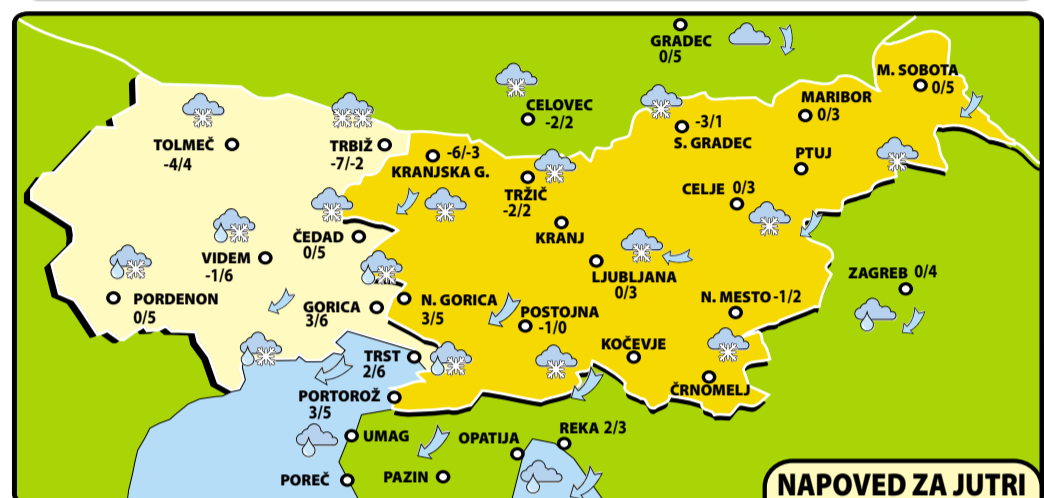 GRADEC
0/5
M. SOBOTA
0/5
CELOVEC
-2/2
MARIBOR
0/3
-3/1
S. GRADEC
TOLMEČ
-4/4
TRBIŽ
-7/-2
-6/-3
KRANJSKA G.
PTUJ
TRŽIČ
-2/2
CELJE 0/3
ČEDAD
0/5
KRANJ
VIDEM
-1/6
LJUBLJANA
0/3
ZAGREB 0/4
PORDENON
0/5
GORICA
3/6
N. GORICA
3/5
POSTOJNA
-1/0
N. MESTO -1/2
KOČEVJE
TRST
2/6
ČRNOMELJ
PORTOROŽ
3/5
UMAG
OPATIJA
REKA 2/3
POREČ
PAZIN
NAPOVED ZA JUTRI